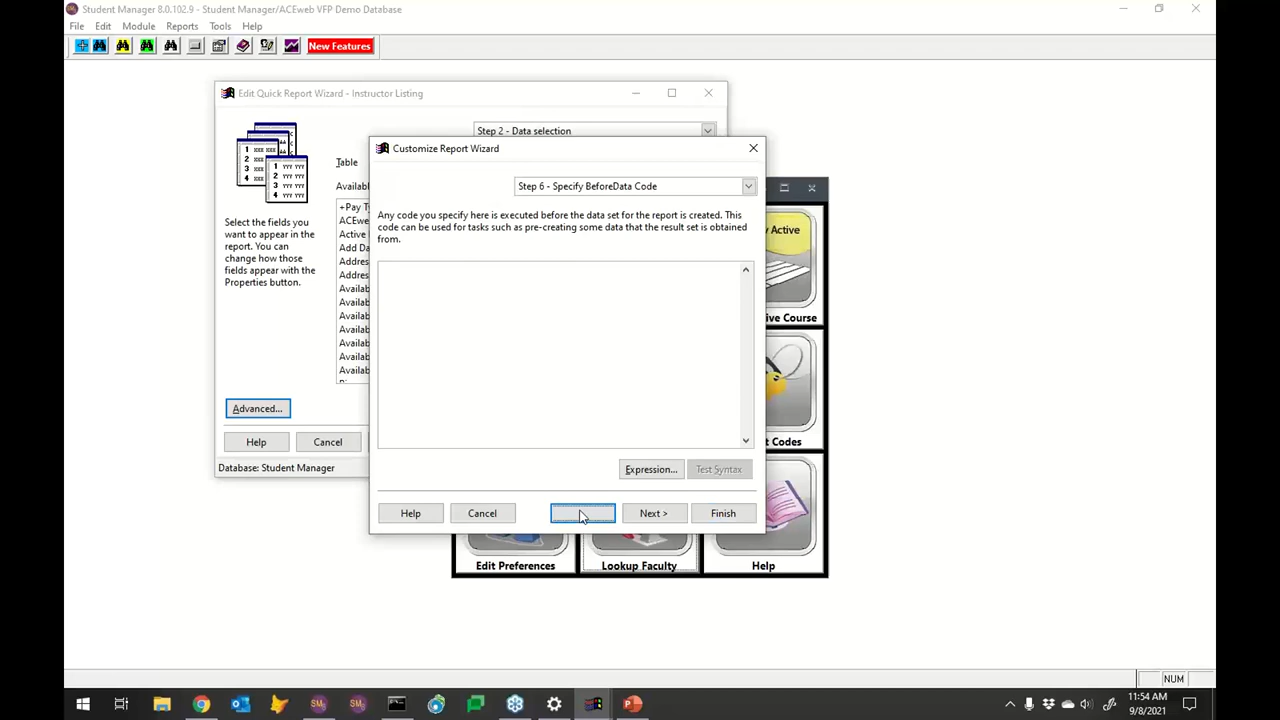 Student Manager 8.0.102.9 - Student Manager/ACEweb VFP Demo Database
File Edit Module Reports Tools Help
New Features
Edit Quick Report Wizard - Instructor Listing
Step 2 - Data selection
Table
Availab
Select the fields you
want to appear in the
report. You can
change how those
fields appear with the
Properties button.
+Pay Ty
ACEwe
Active
Add Da
Addres
Addres
Availab
Availab
Availab
Availab
Availab
Availab
Availab
Advanced...
Help Cancel
Database: Student Manager
Customize Report Wizard
Step 6 - Specify BeforeData Code
Any code you specify here is executed before the data set for the report is created. This
code can be used for tasks such as pre-creating some data that the result set is obtained
from.
Expression... Test Syntax
Help Cancel Next > Finish
Active
ive Course
t Codes
Edit Preferences Lookup Faculty Help
NUM
11:54 AM
9/8/2021